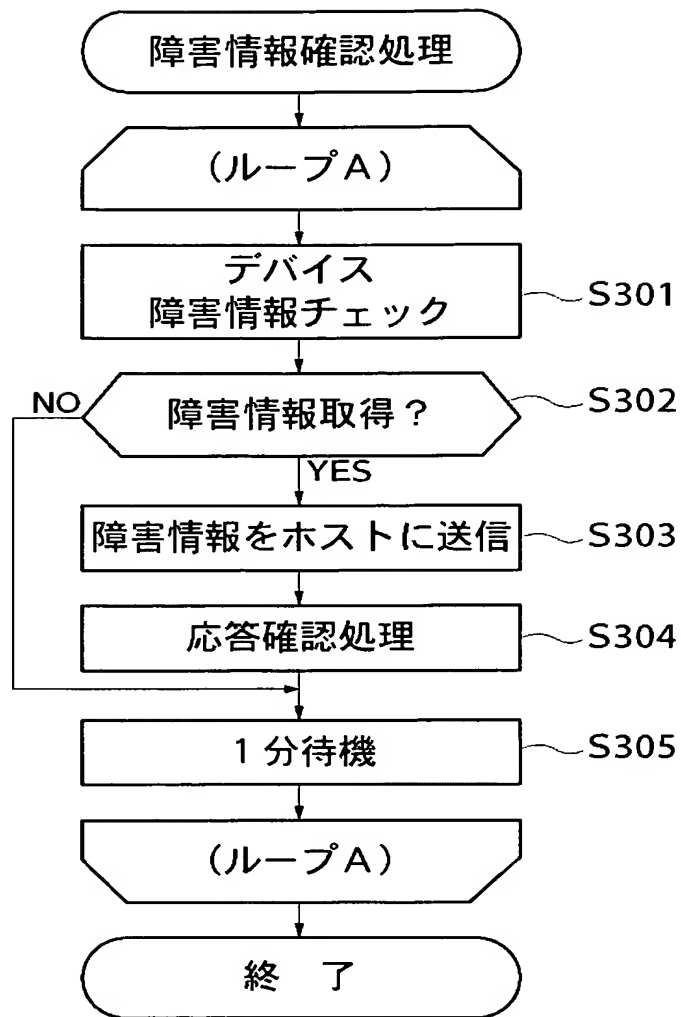 障害情報確認処理
(ループA)
デバイス
障害情報チェック
S301
障害情報取得?
S302
NO
YES
障害情報をホストに送信
S303
応答確認処理
S304
1分待機
S305
(ループA)
終 了